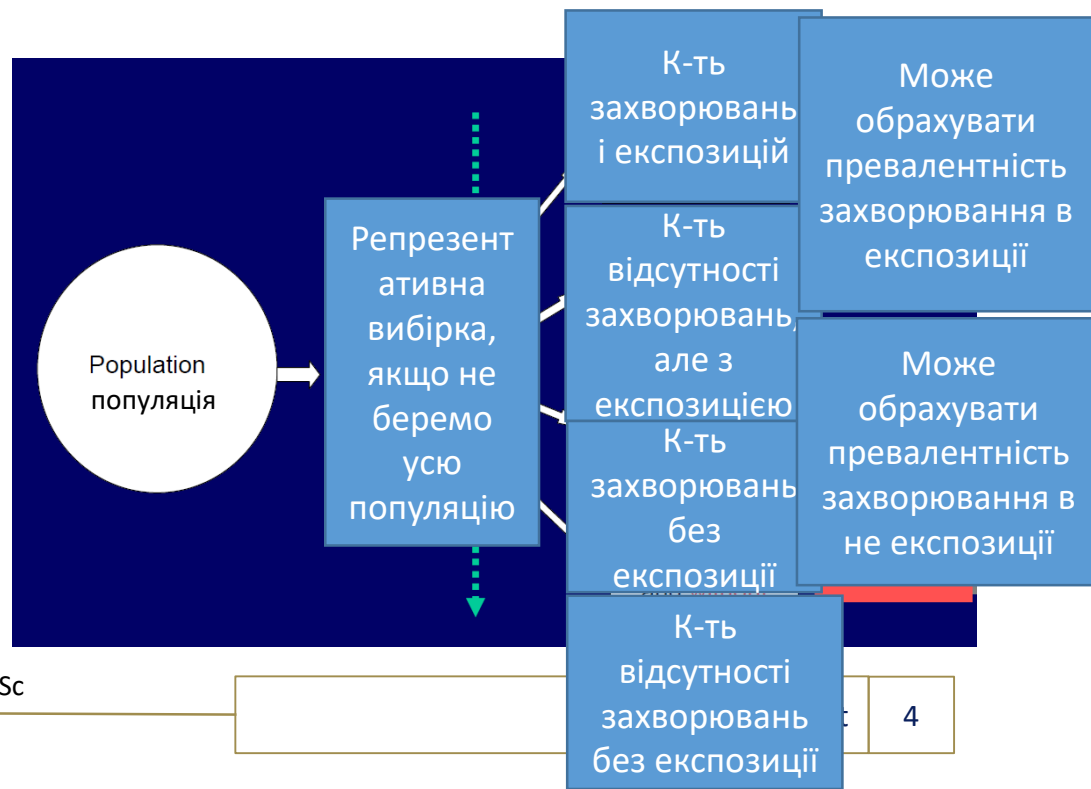 Population
популяція
Репрезент
ативна
вибірка,
якщо не
беремо
усю
популяцію
К-ть
захворювань
і експозицій
К-ть
відсутності
захворювань,
але з
експозицією
К-ть
захворювань
без
експозиції
К-ть
відсутності
захворювань
без експозиції
Може
обрахувати
превалентність
захворювання в
експозиції
Може
обрахувати
превалентність
захворювання в
не експозиції
Sc
t
4